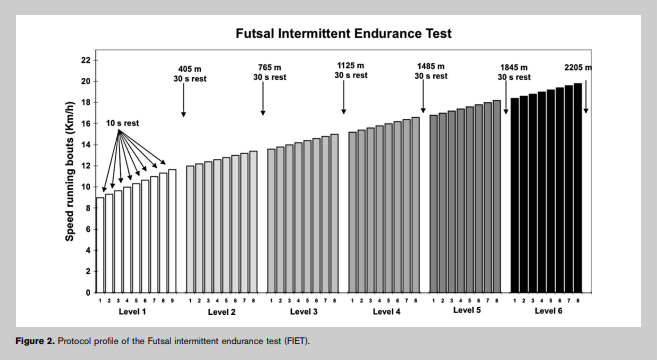 Futsal Intermittent Endurance Test
405 m
30 s rest
765 m
30 s rest
1125 m
30 s rest
1485 m
30 s rest
1845 m
30 s rest
2205 m
10 s rest
Speed running bouts (Km/h)
22
20
18
16
14
12
10
8
6
4
2
0
1 2 3 4 5 6 7 8 9
1 2 3 4 5 6 7 8
1 2 3 4 5 6 7 8
1 2 3 4 5 6 7 8
1 2 3 4 5 6 7 8
1 2 3 4 5 6 7 8
Level 1
Level 2
Level 3
Level 4
Level 5
Level 6
Figure 2. Protocol profile of the Futsal intermittent endurance test (FIET).